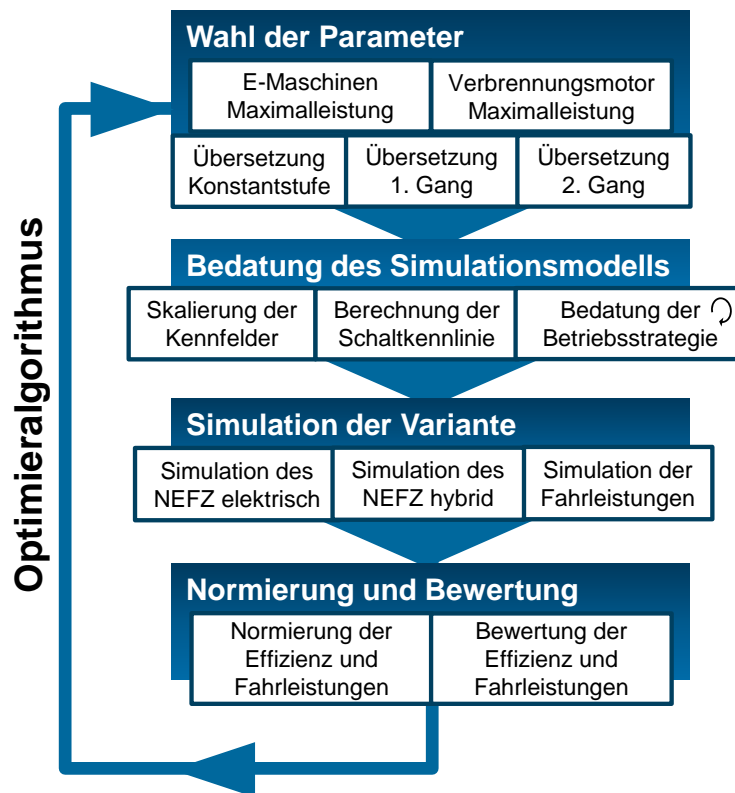 Wahl der Parameter
E-Maschinen
Maximalleistung
Verbrennungsmotor
Maximalleistung
Übersetzung
Konstantstufe
Übersetzung
1. Gang
Übersetzung
2. Gang
Bedatung des Simulationsmodells
Skalierung der
Kennfelder
Berechnung der
Schaltkennlinie
Bedatung der
Betriebsstrategie
Simulation der Variante
Simulation des
NEFZ elektrisch
Simulation des
NEFZ hybrid
Simulation der
Fahrleistungen
Normierung und Bewertung
Normierung der
Effizienz und
Fahrleistungen
Bewertung der
Effizienz und
Fahrleistungen
Optimieralgorithmus